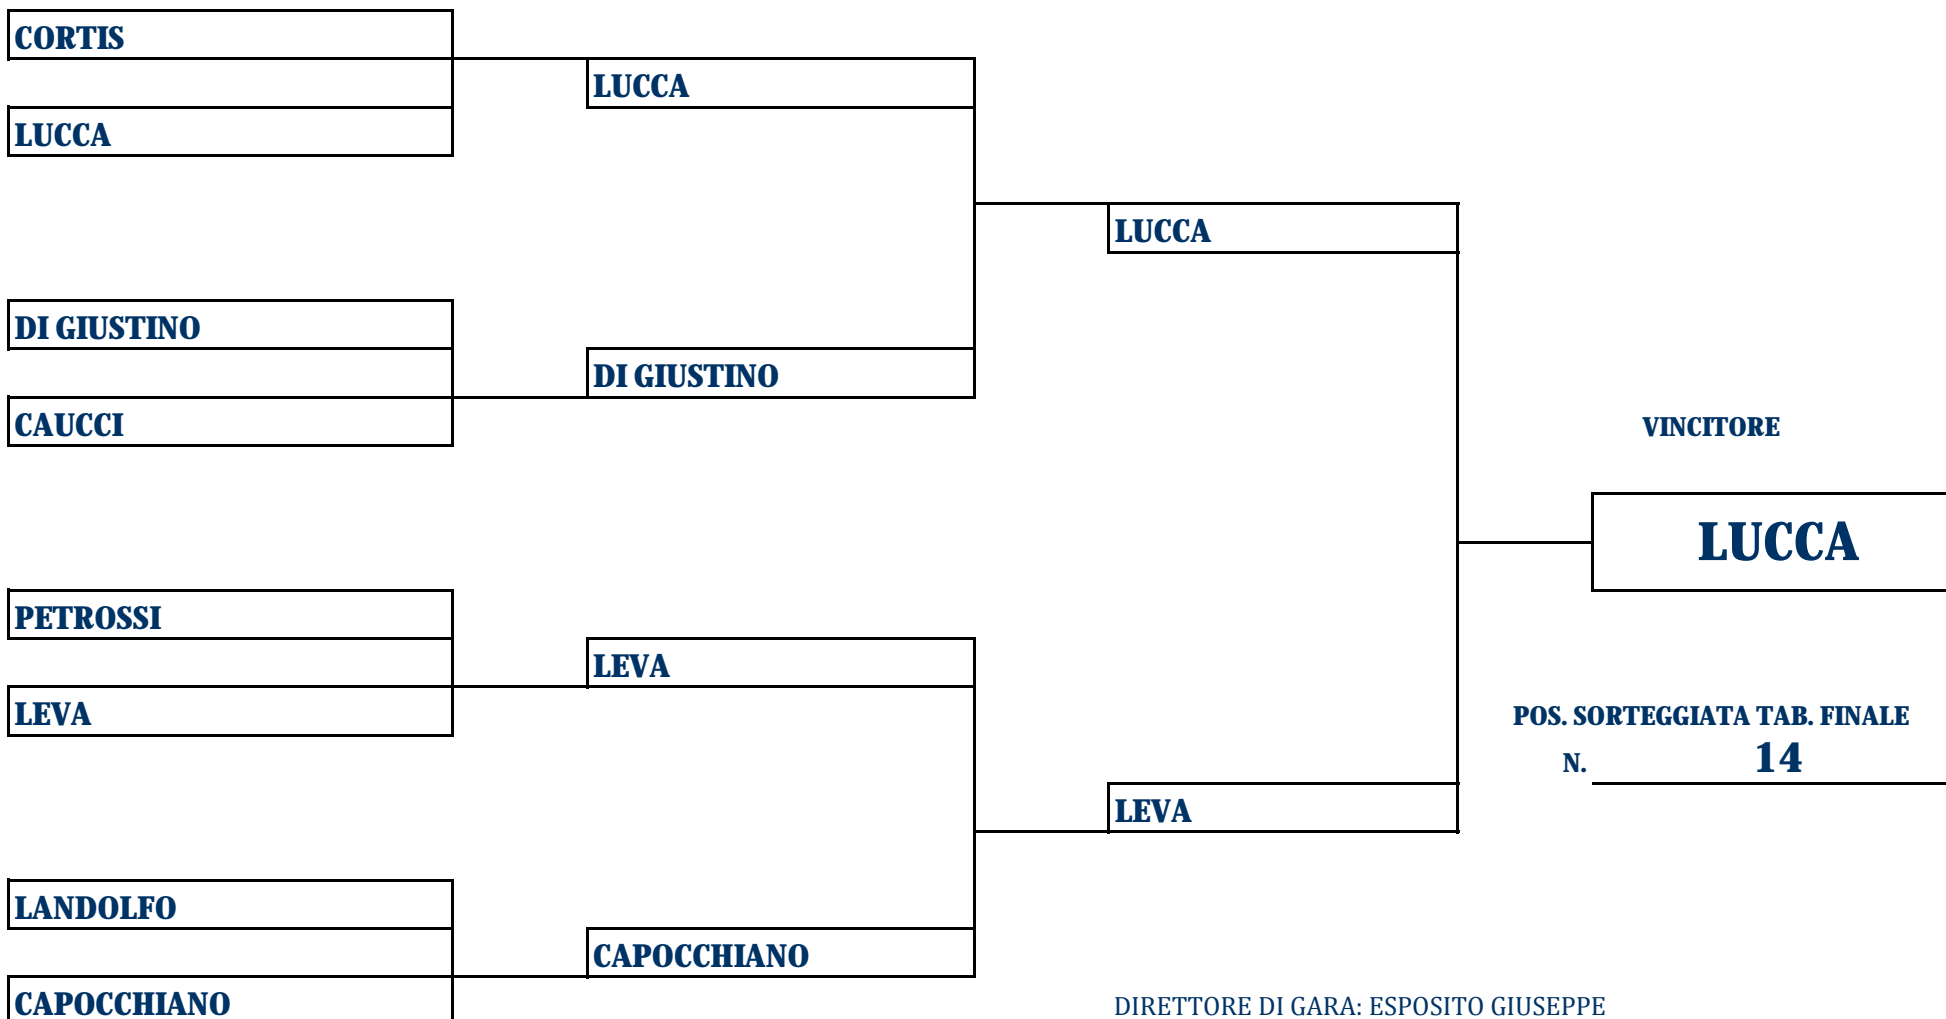 CORTIS
LUCCA
LUCCA
LUCCA
DI GIUSTINO
DI GIUSTINO
CAUCCI
VINCITORE
LUCCA
PETROSSI
LEVA
LEVA
POS. SORTEGGIATA TAB. FINALE
N. 14
LEVA
LANDOLFO
CAPOCCHIANO
CAPOCCHIANO
DIRETTORE DI GARA: ESPOSITO GIUSEPPE